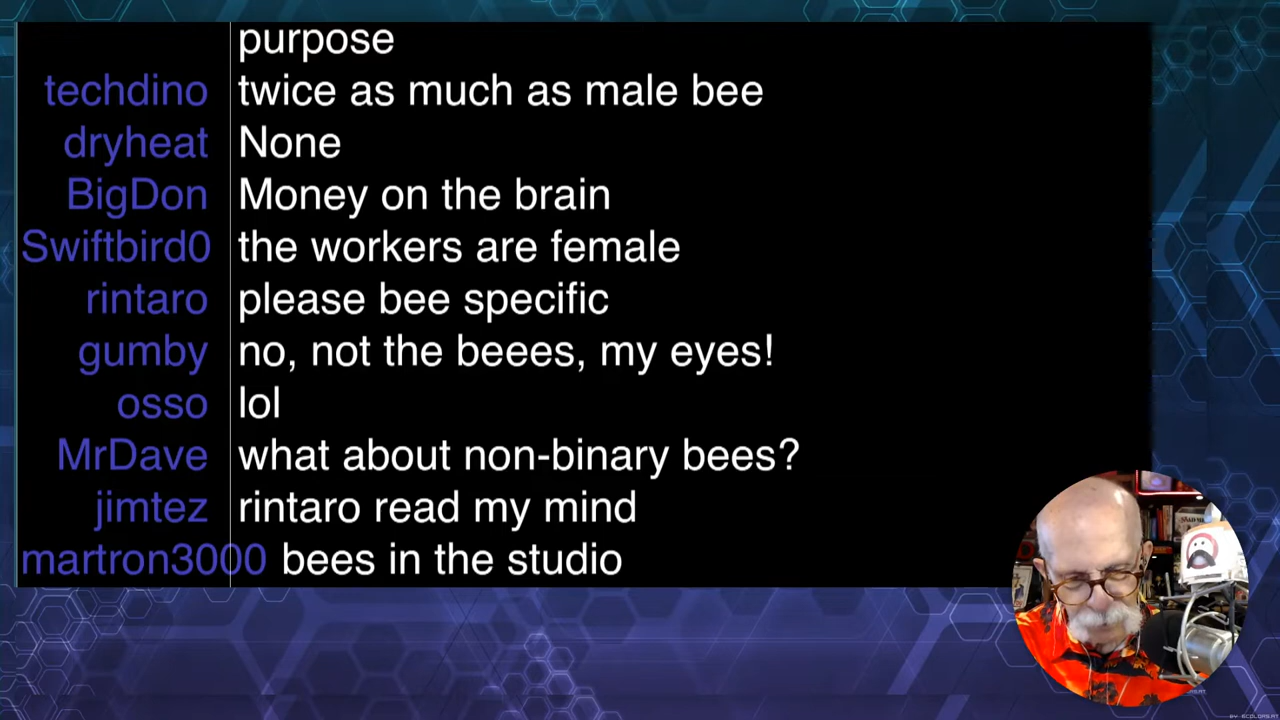 purpose
techdino twice as much as male bee
dryheat None
BigDon Money on the brain
Swiftbird0 the workers are female
rintaro please bee specific
gumby no, not the beees, my eyes!
osso lol
MrDave what about non-binary bees?
jimtez rintaro read my mind
martron3000 bees in the studio